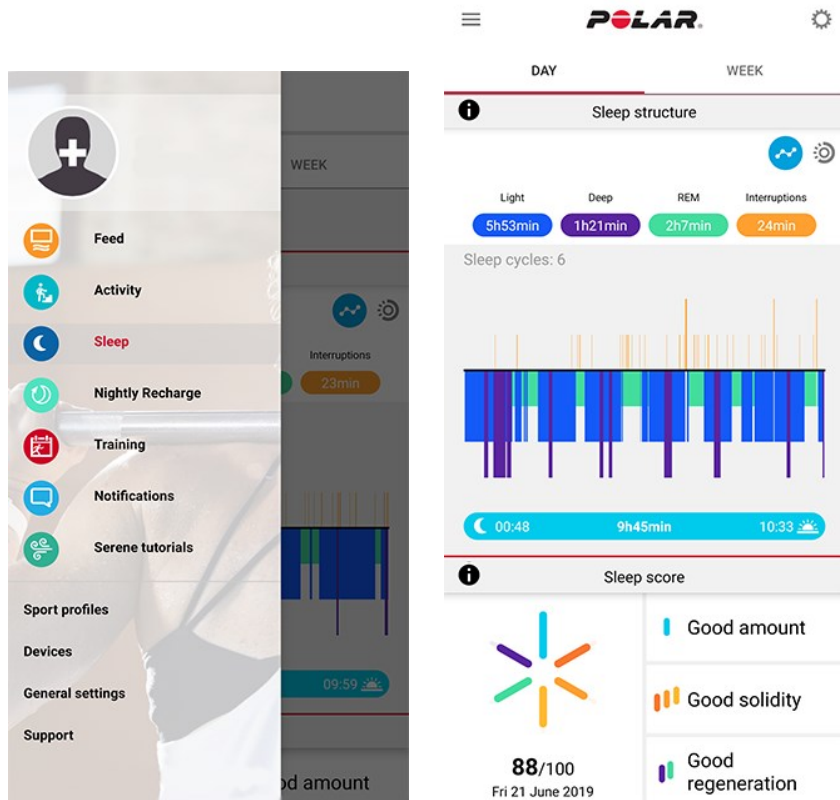 WEEK
Feed
Activity
Sleep
Interruptions
23min
Nightly Recharge
Training
Notifications
Serene tutorials
Sport profiles
Devices
General settings
09:59
Support
od amount
POLAR.
DAY WEEK
Sleep structure
Light Deep REM Interruptions
5h53min 1h21min 2h7min 24min
Sleep cycles: 6
00:48 9h45min 10:33
Sleep score
Good amount
Good solidity
88/100
Fri 21 June 2019
Good
regeneration